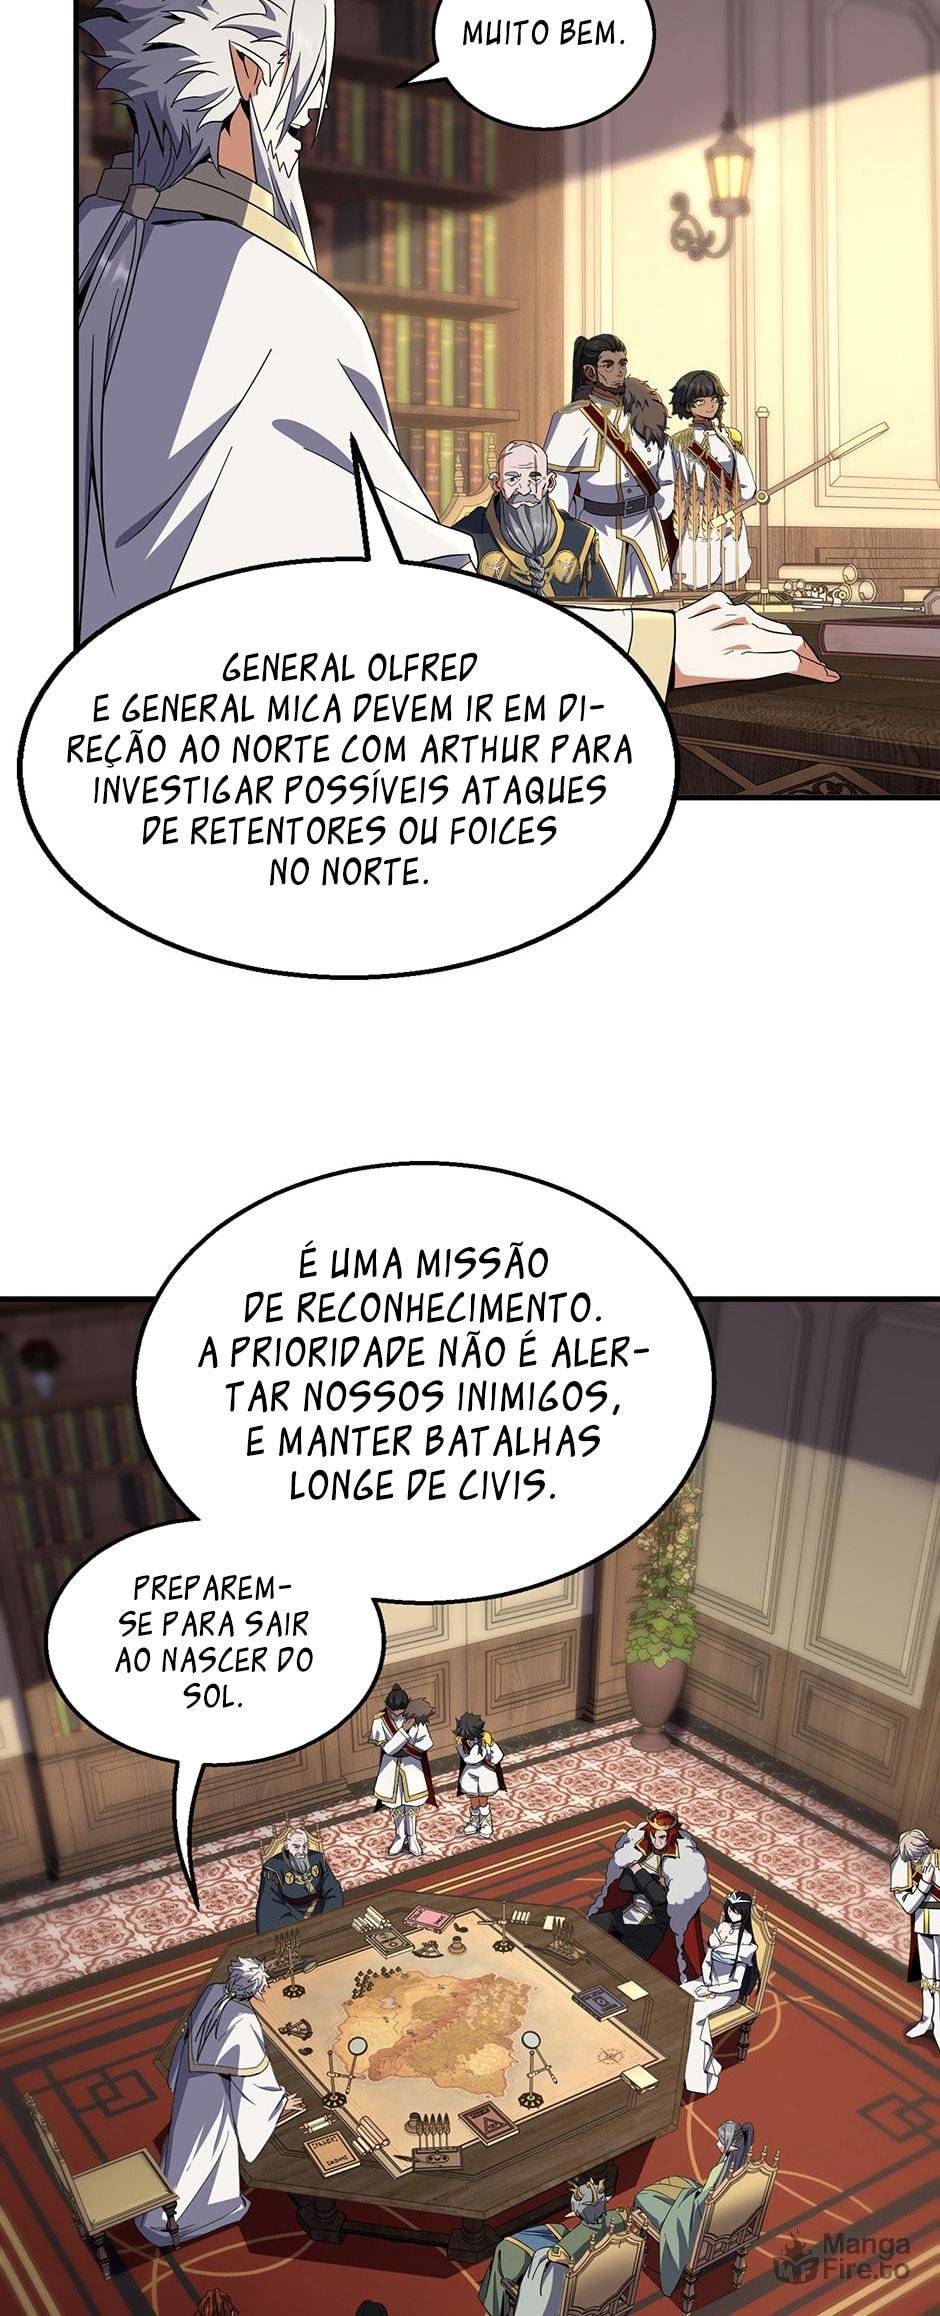 MUITO BEM.
GENERAL OLFRED
E GENERAL MICA DEVEM IR EM DI-
REÇÃO AO NORTE COM ARTHUR PARA
INVESTIGAR POSSÍVEIS ATAQUES
DE RETENTORES OU FOICES
NO NORTE.
É UMA MISSÃO
DE RECONHECIMENTO.
A PRIORIDADE NÃO É ALER-
TAR NOSSOS INIMIGOS,
E MANTER BATALHAS
LONGE DE CIVIS.
PREPAREM-
SE PARA SAIR
AO NASCER DO
SOL.
Manga
Fire.to